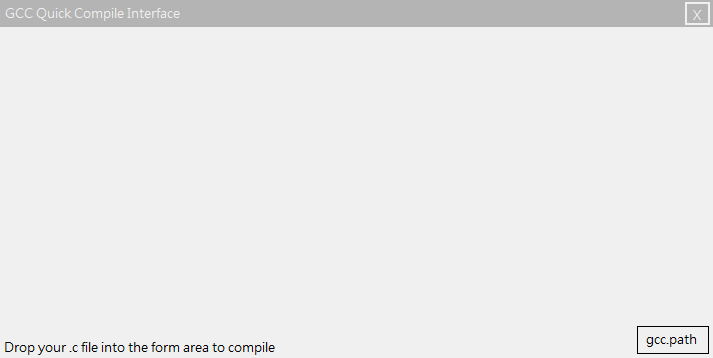 GCC Quick Compile Interface
X
gcc.path
Drop your .c file into the form area to compile